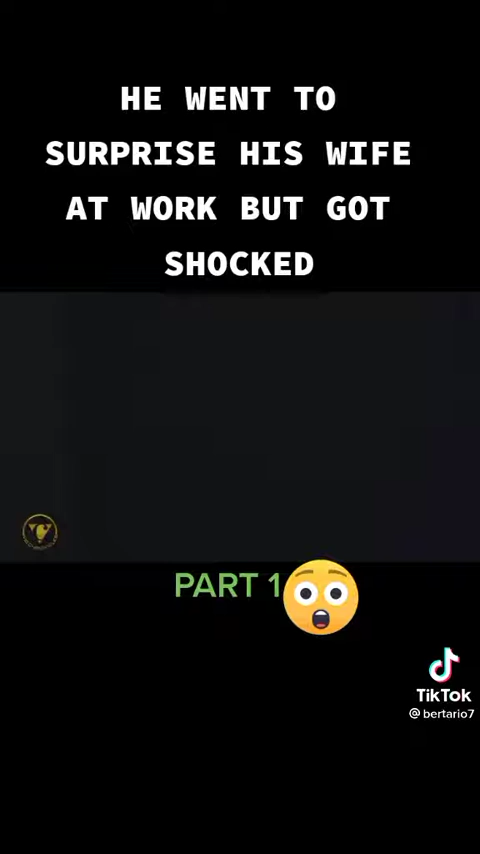 HE WENT TO
SURPRISE HIS WIFE
AT WORK BUT GOT
SHOCKED
PART 1
TikTok
@ bertario7